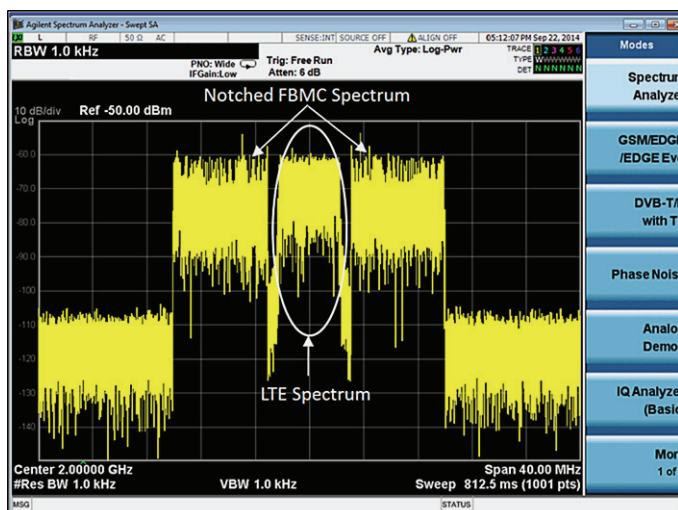 Agilent Spectrum Analyzer - Swept SA
L RF 50 Ω AC SENSE:INT SOURCE OFF ALIGN OFF 05:12:07 PM Sep 22, 2014
RBW 1.0 kHz
PNO: Wide
IFGain:Low
Trig: Free Run
Atten: 6 dB
Avg Type: Log-Pwr
TRACE 1 2 3 4 5 6
TYPE
DET N N N N N N
10 dB/div
Log
Ref -50.00 dBm
Notched FBMC Spectrum
-60.0
-70.0
-80.0
-90.0
-100
-110
-120
-130
-140
LTE Spectrum
Center 2.00000 GHz
#Res BW 1.0 kHz
VBW 1.0 kHz
Span 40.00 MHz
Sweep 812.5 ms (1001 pts)
MSG
STATUS
Modes
Spectru
Analyze
GSM/EDGE
/EDGE Ev
DVB-T/
with T
Phase Nois
Analo
Demo
IQ Analyze
(Basi
Mor
1 of